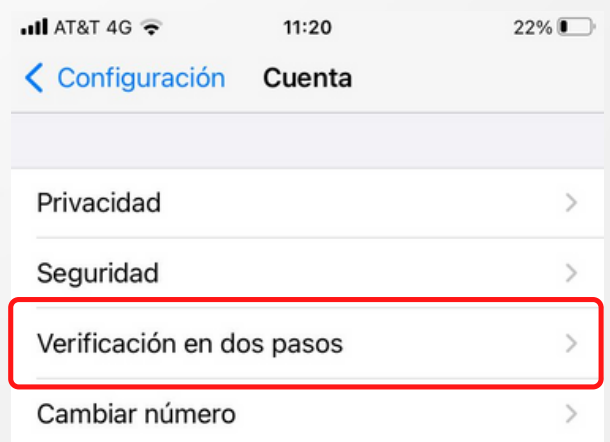 AT&T 4G 11:20 22%
Configuración Cuenta
Privacidad
Seguridad
Verificación en dos pasos
Cambiar número